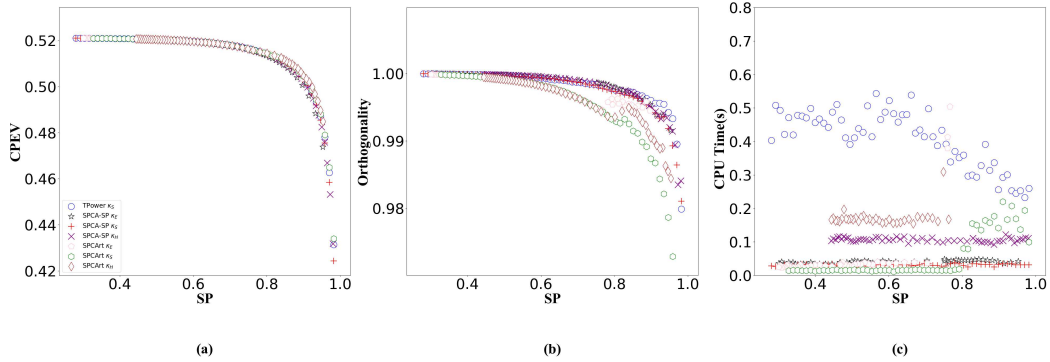 0.52
0.50
0.48
0.46
0.44
0.42
CPEV
0.4
0.6
0.8
1.0
SP
TPower κS
SPCA-SP κE
SPCA-SP κS
SPCA-SP κH
SPCArt κE
SPCArt κS
SPCArt κH
(a)
1.00
0.99
0.98
Orthogonality
0.4
0.6
0.8
1.0
SP
(b)
0.8
0.7
0.6
0.5
0.4
0.3
0.2
0.1
0.0
CPU Time(s)
0.4
0.6
0.8
1.0
SP
(c)